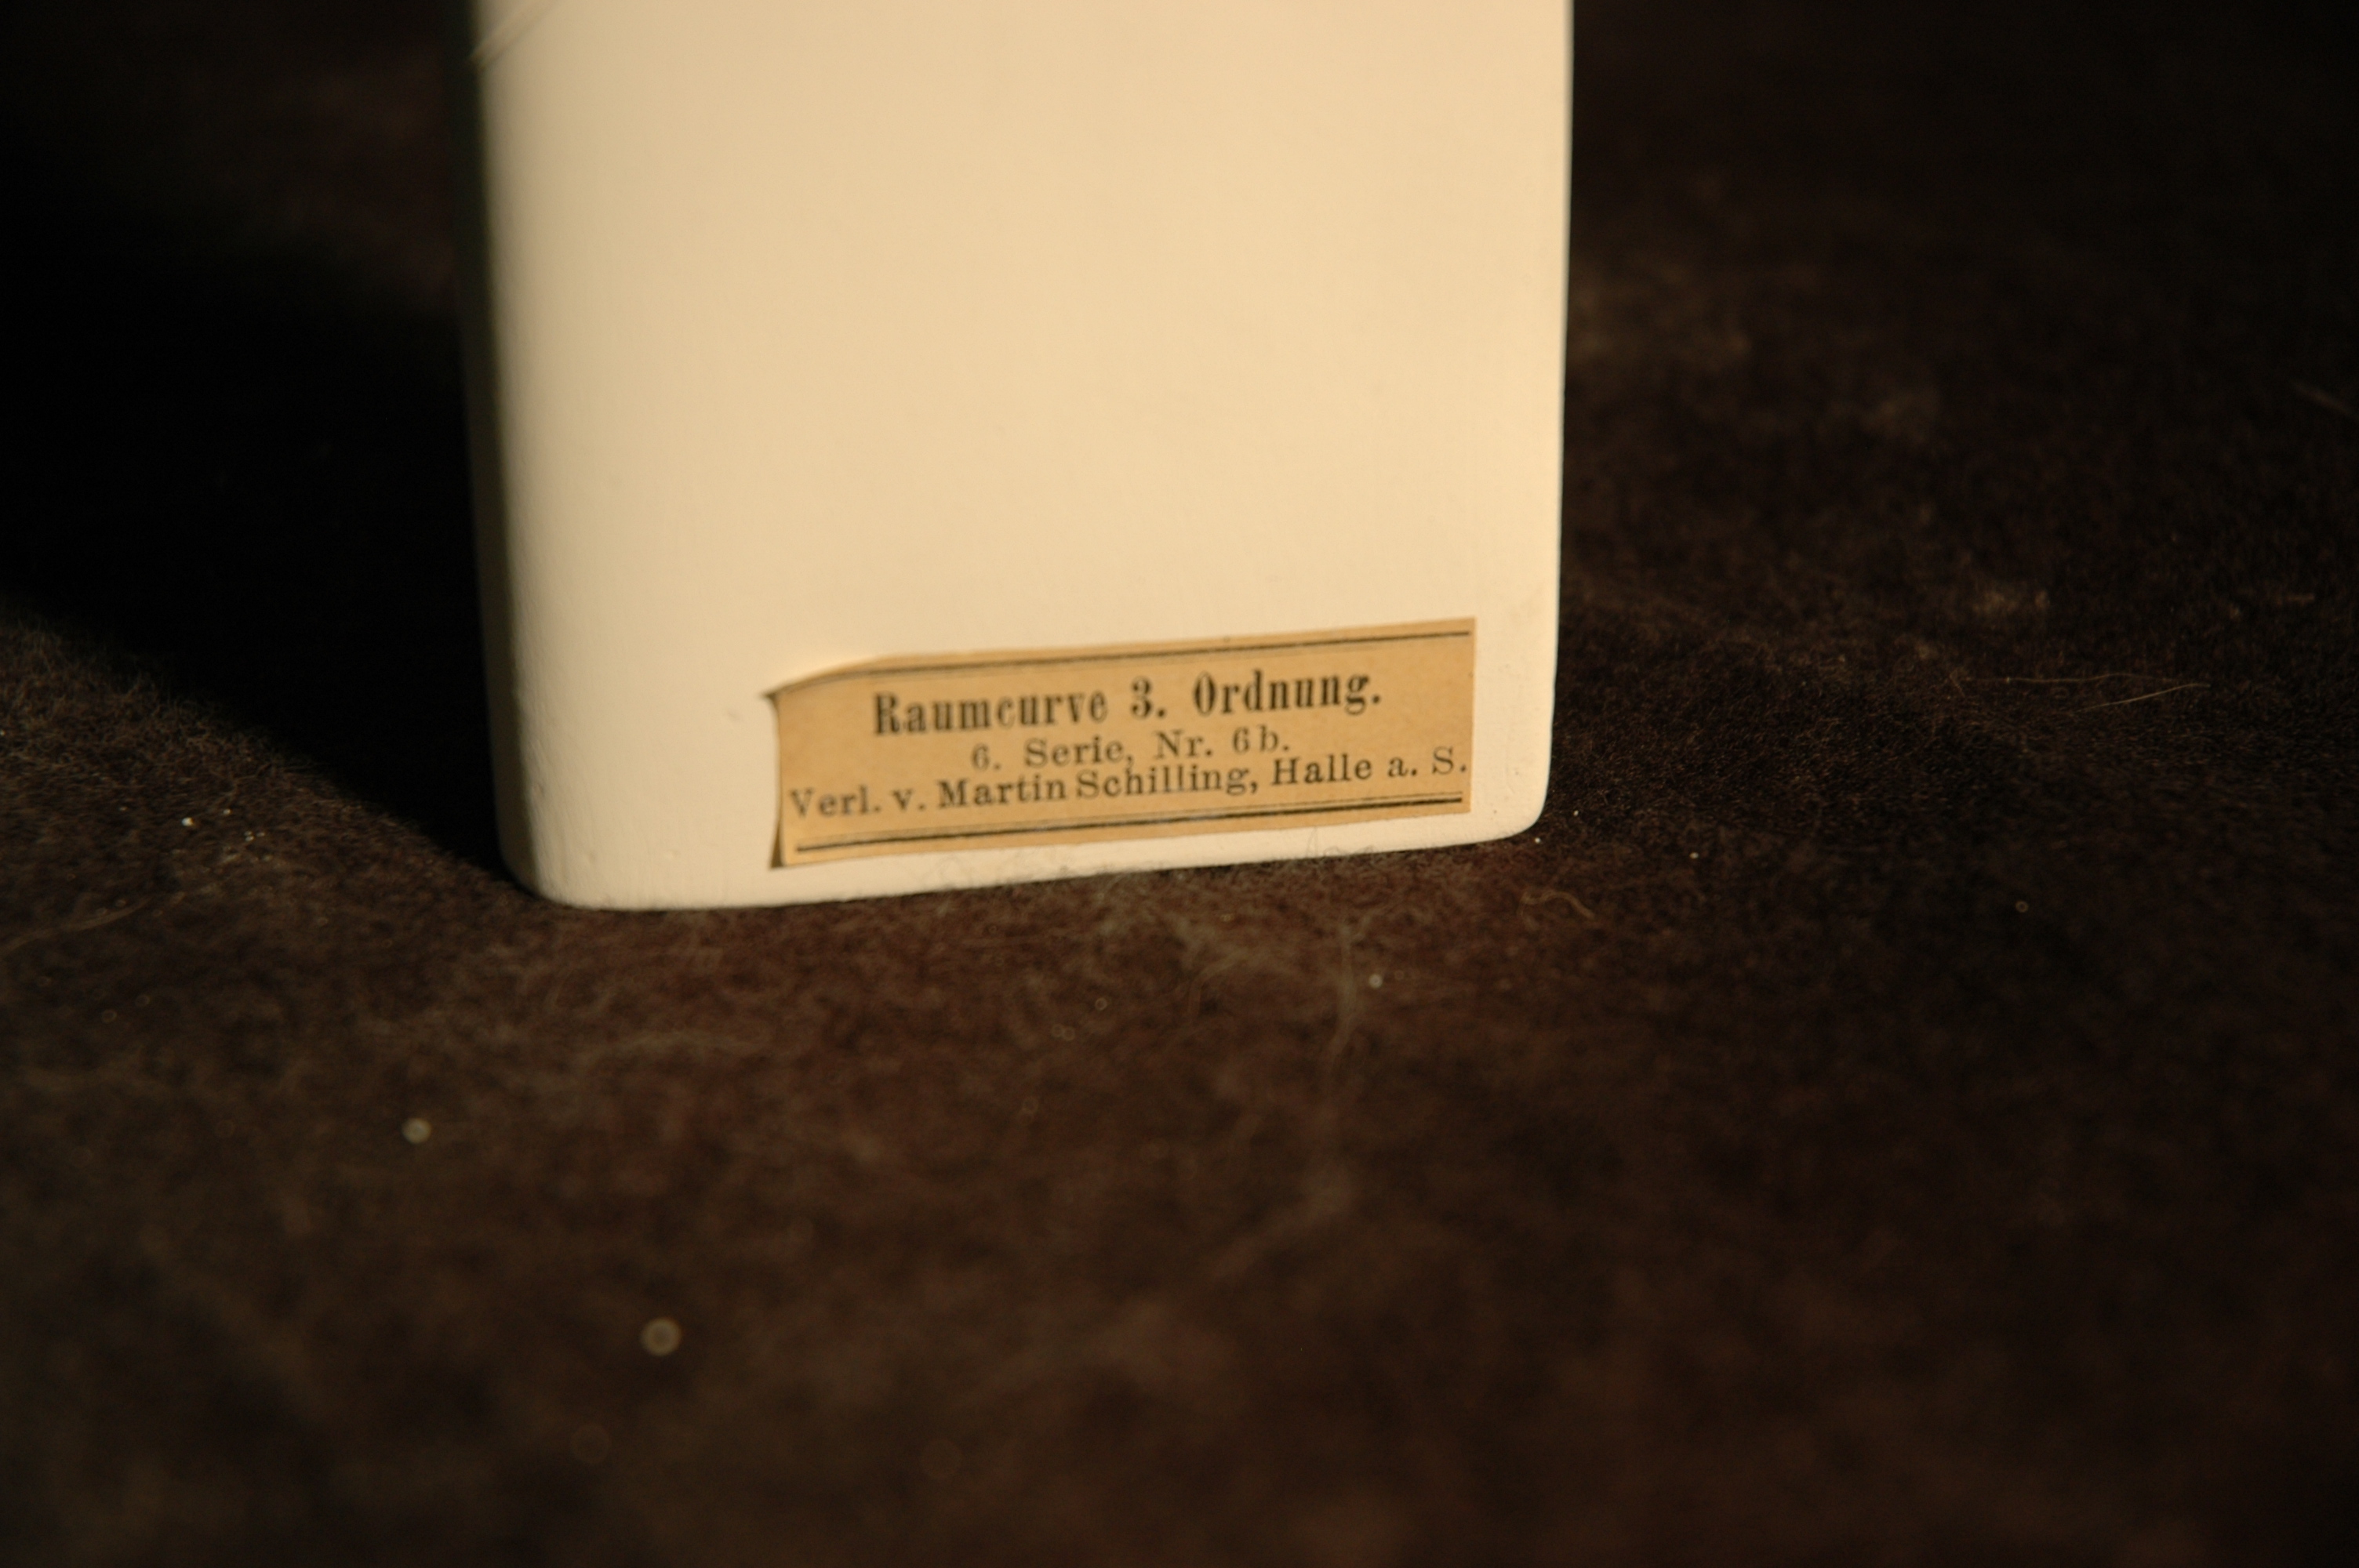 Raumcurve 3. Ordnung.
6. Serie, Nr. 6b.
Verl. v. Martin Schilling, Halle a. S.